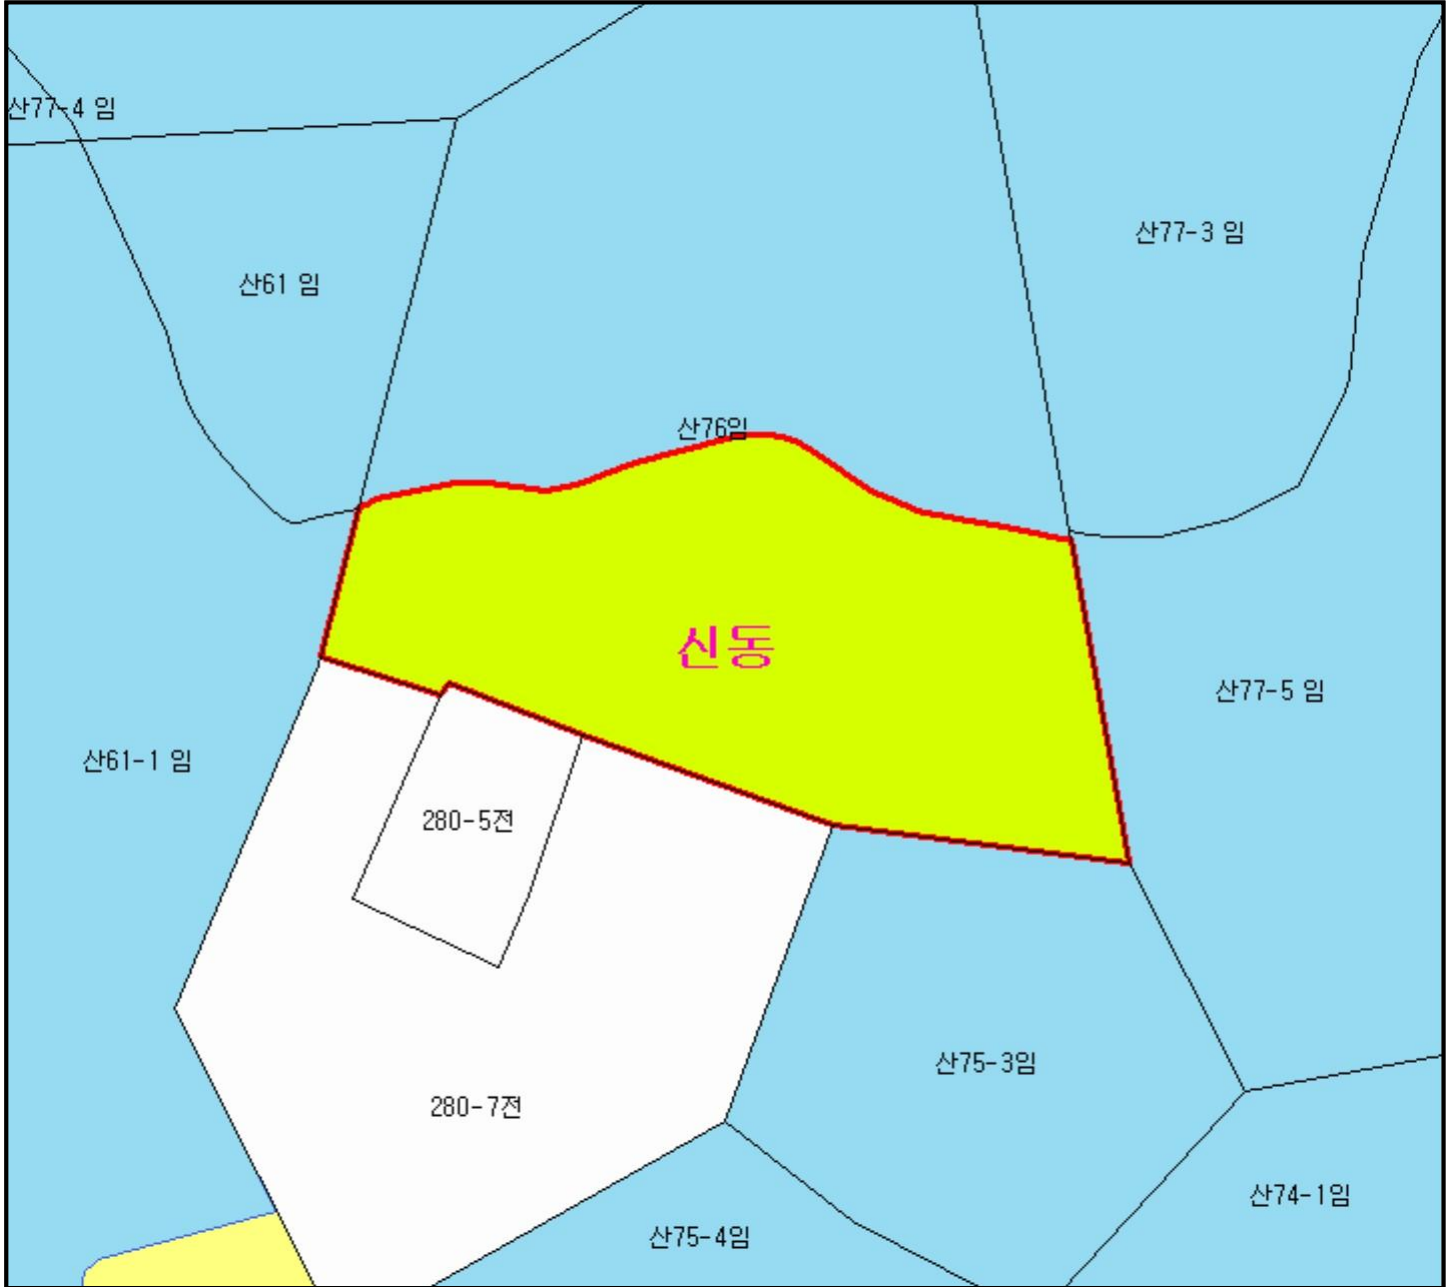 산77-4 임
산77-3 임
산61 임
산76임
신동
산77-5 임
산61-1 임
280-5전
산75-3임
280-7전
산74-1임
산75-4임